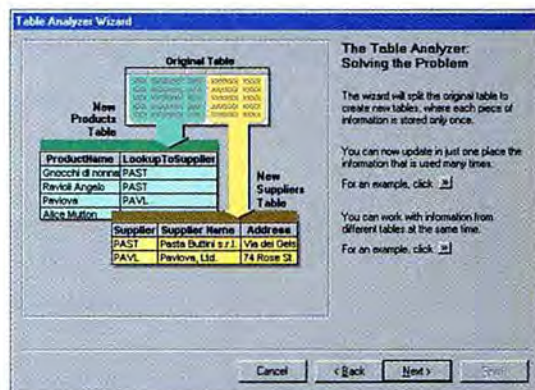 Table Analyzer Wizard
Original Table
New
Products
Table
ProductName LookupToSupplier
Gnocchi di nonna PAST
Ravioli Angelo PAST
Pavlova PAVL
Alice Mutton
New
Suppliers
Table
Supplier Supplier Name Address
PAST Pasta Buttini s.r.l. Via dei Gels
PAVL Pavlova, Ltd. 74 Rose St.
The Table Analyzer:
Solving the Problem
The wizard will split the original table to
create new tables, where each piece of
information is stored only once.
You can now update in just one place the
information that is used many times.
For an example, click »
You can work with information from
different tables at the same time.
For an example, click »
Cancel
< Back
Next >